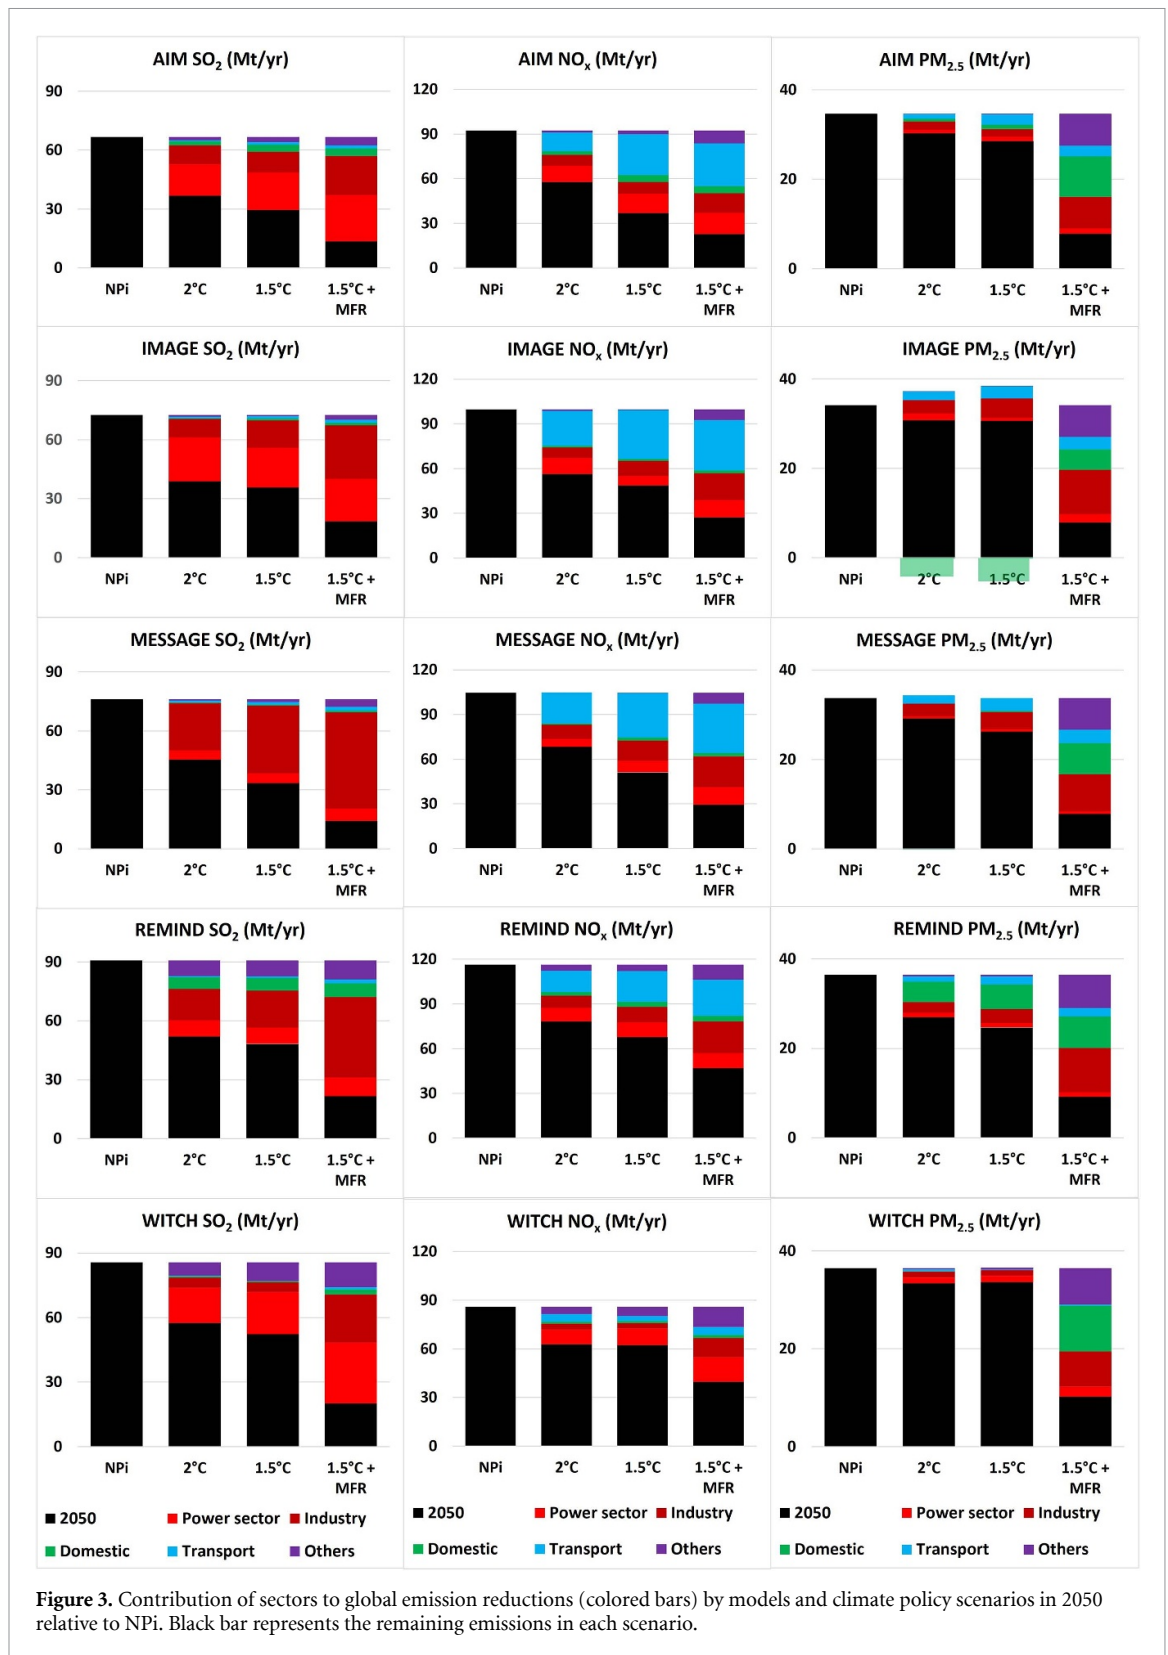 AIM SO2 (Mt/yr)
90
60
30
0
NPi 2°C 1.5°C 1.5°C +
MFR
AIM NOx (Mt/yr)
120
90
60
30
0
NPi 2°C 1.5°C 1.5°C +
MFR
AIM PM2.5 (Mt/yr)
40
20
0
NPi 2°C 1.5°C 1.5°C +
MFR
IMAGE SO2 (Mt/yr)
90
60
30
0
NPi 2°C 1.5°C 1.5°C +
MFR
IMAGE NOx (Mt/yr)
120
90
60
30
0
NPi 2°C 1.5°C 1.5°C +
MFR
IMAGE PM2.5 (Mt/yr)
40
20
0
NPi 2°C 1.5°C 1.5°C +
MFR
MESSAGE SO2 (Mt/yr)
90
60
30
0
NPi 2°C 1.5°C 1.5°C +
MFR
MESSAGE NOx (Mt/yr)
120
90
60
30
0
NPi 2°C 1.5°C 1.5°C +
MFR
MESSAGE PM2.5 (Mt/yr)
40
20
0
NPi 2°C 1.5°C 1.5°C +
MFR
REMIND SO2 (Mt/yr)
90
60
30
0
NPi 2°C 1.5°C 1.5°C +
MFR
REMIND NOx (Mt/yr)
120
90
60
30
0
NPi 2°C 1.5°C 1.5°C +
MFR
REMIND PM2.5 (Mt/yr)
40
20
0
NPi 2°C 1.5°C 1.5°C +
MFR
WITCH SO2 (Mt/yr)
90
60
30
0
NPi 2°C 1.5°C 1.5°C +
MFR
2050 Power sector Industry
Domestic Transport Others
WITCH NOx (Mt/yr)
120
90
60
30
0
NPi 2°C 1.5°C 1.5°C +
MFR
2050 Power sector Industry
Domestic Transport Others
WITCH PM2.5 (Mt/yr)
40
20
0
NPi 2°C 1.5°C 1.5°C +
MFR
2050 Power sector Industry
Domestic Transport Others
Figure 3. Contribution of sectors to global emission reductions (colored bars) by models and climate policy scenarios in 2050
relative to NPi. Black bar represents the remaining emissions in each scenario.